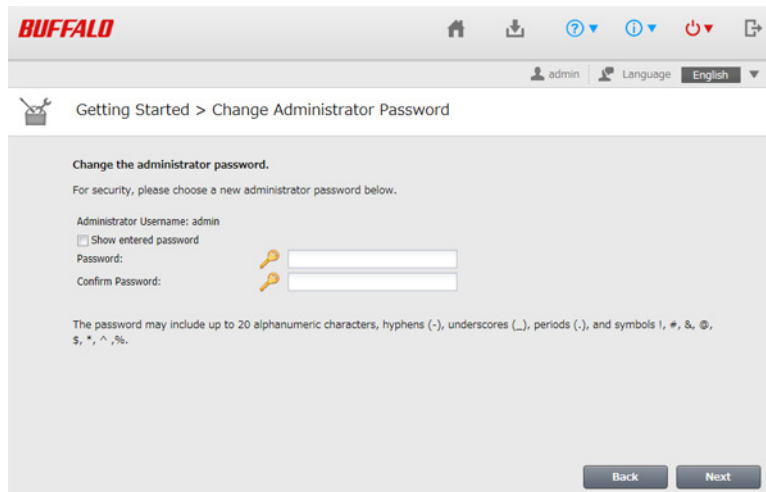 BUFFALO
admin Language English
Getting Started > Change Administrator Password
Change the administrator password.
For security, please choose a new administrator password below.
Administrator Username: admin
Show entered password
Password:
Confirm Password:
The password may include up to 20 alphanumeric characters, hyphens (-), underscores (_), periods (.), and symbols !, #, &, @,
$, *, ^ ,%.
Back Next